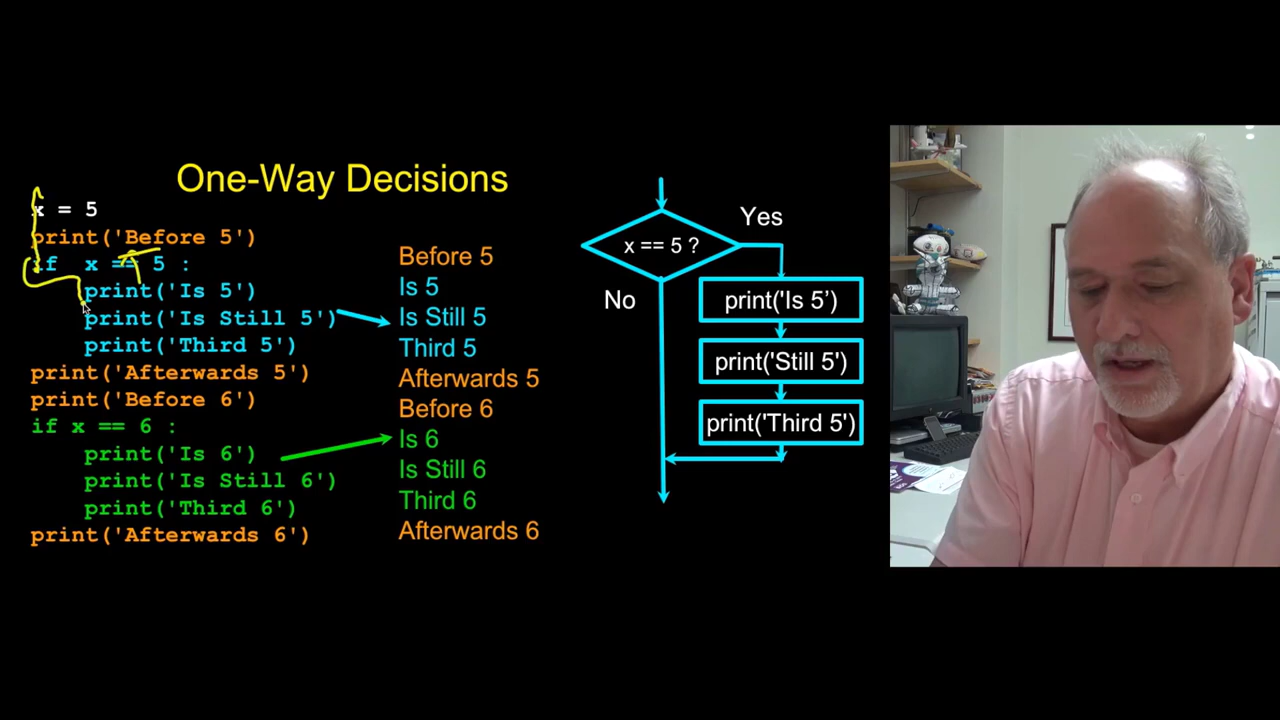 One-Way Decisions
x = 5
print('Before 5')
if x == 5 :
print('Is 5')
print('Is Still 5')
print('Third 5')
print('Afterwards 5')
print('Before 6')
if x == 6 :
print('Is 6')
print('Is Still 6')
print('Third 6')
print('Afterwards 6')
Before 5
Is 5
Is Still 5
Third 5
Afterwards 5
Before 6
Is 6
Is Still 6
Third 6
Afterwards 6
x == 5 ?
Yes
No
print('Is 5’)
print('Still 5')
print('Third 5')